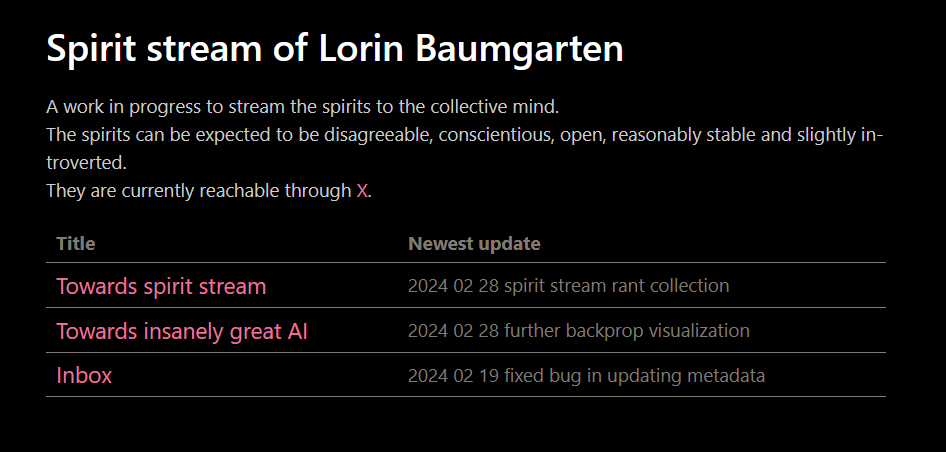 Spirit stream of Lorin Baumgarten
A work in progress to stream the spirits to the collective mind.
The spirits can be expected to be disagreeable, conscientious, open, reasonably stable and slightly in-
troverted.
They are currently reachable through X.
Title Newest update
Towards spirit stream 2024 02 28 spirit stream rant collection
Towards insanely great AI 2024 02 28 further backprop visualization
Inbox 2024 02 19 fixed bug in updating metadata